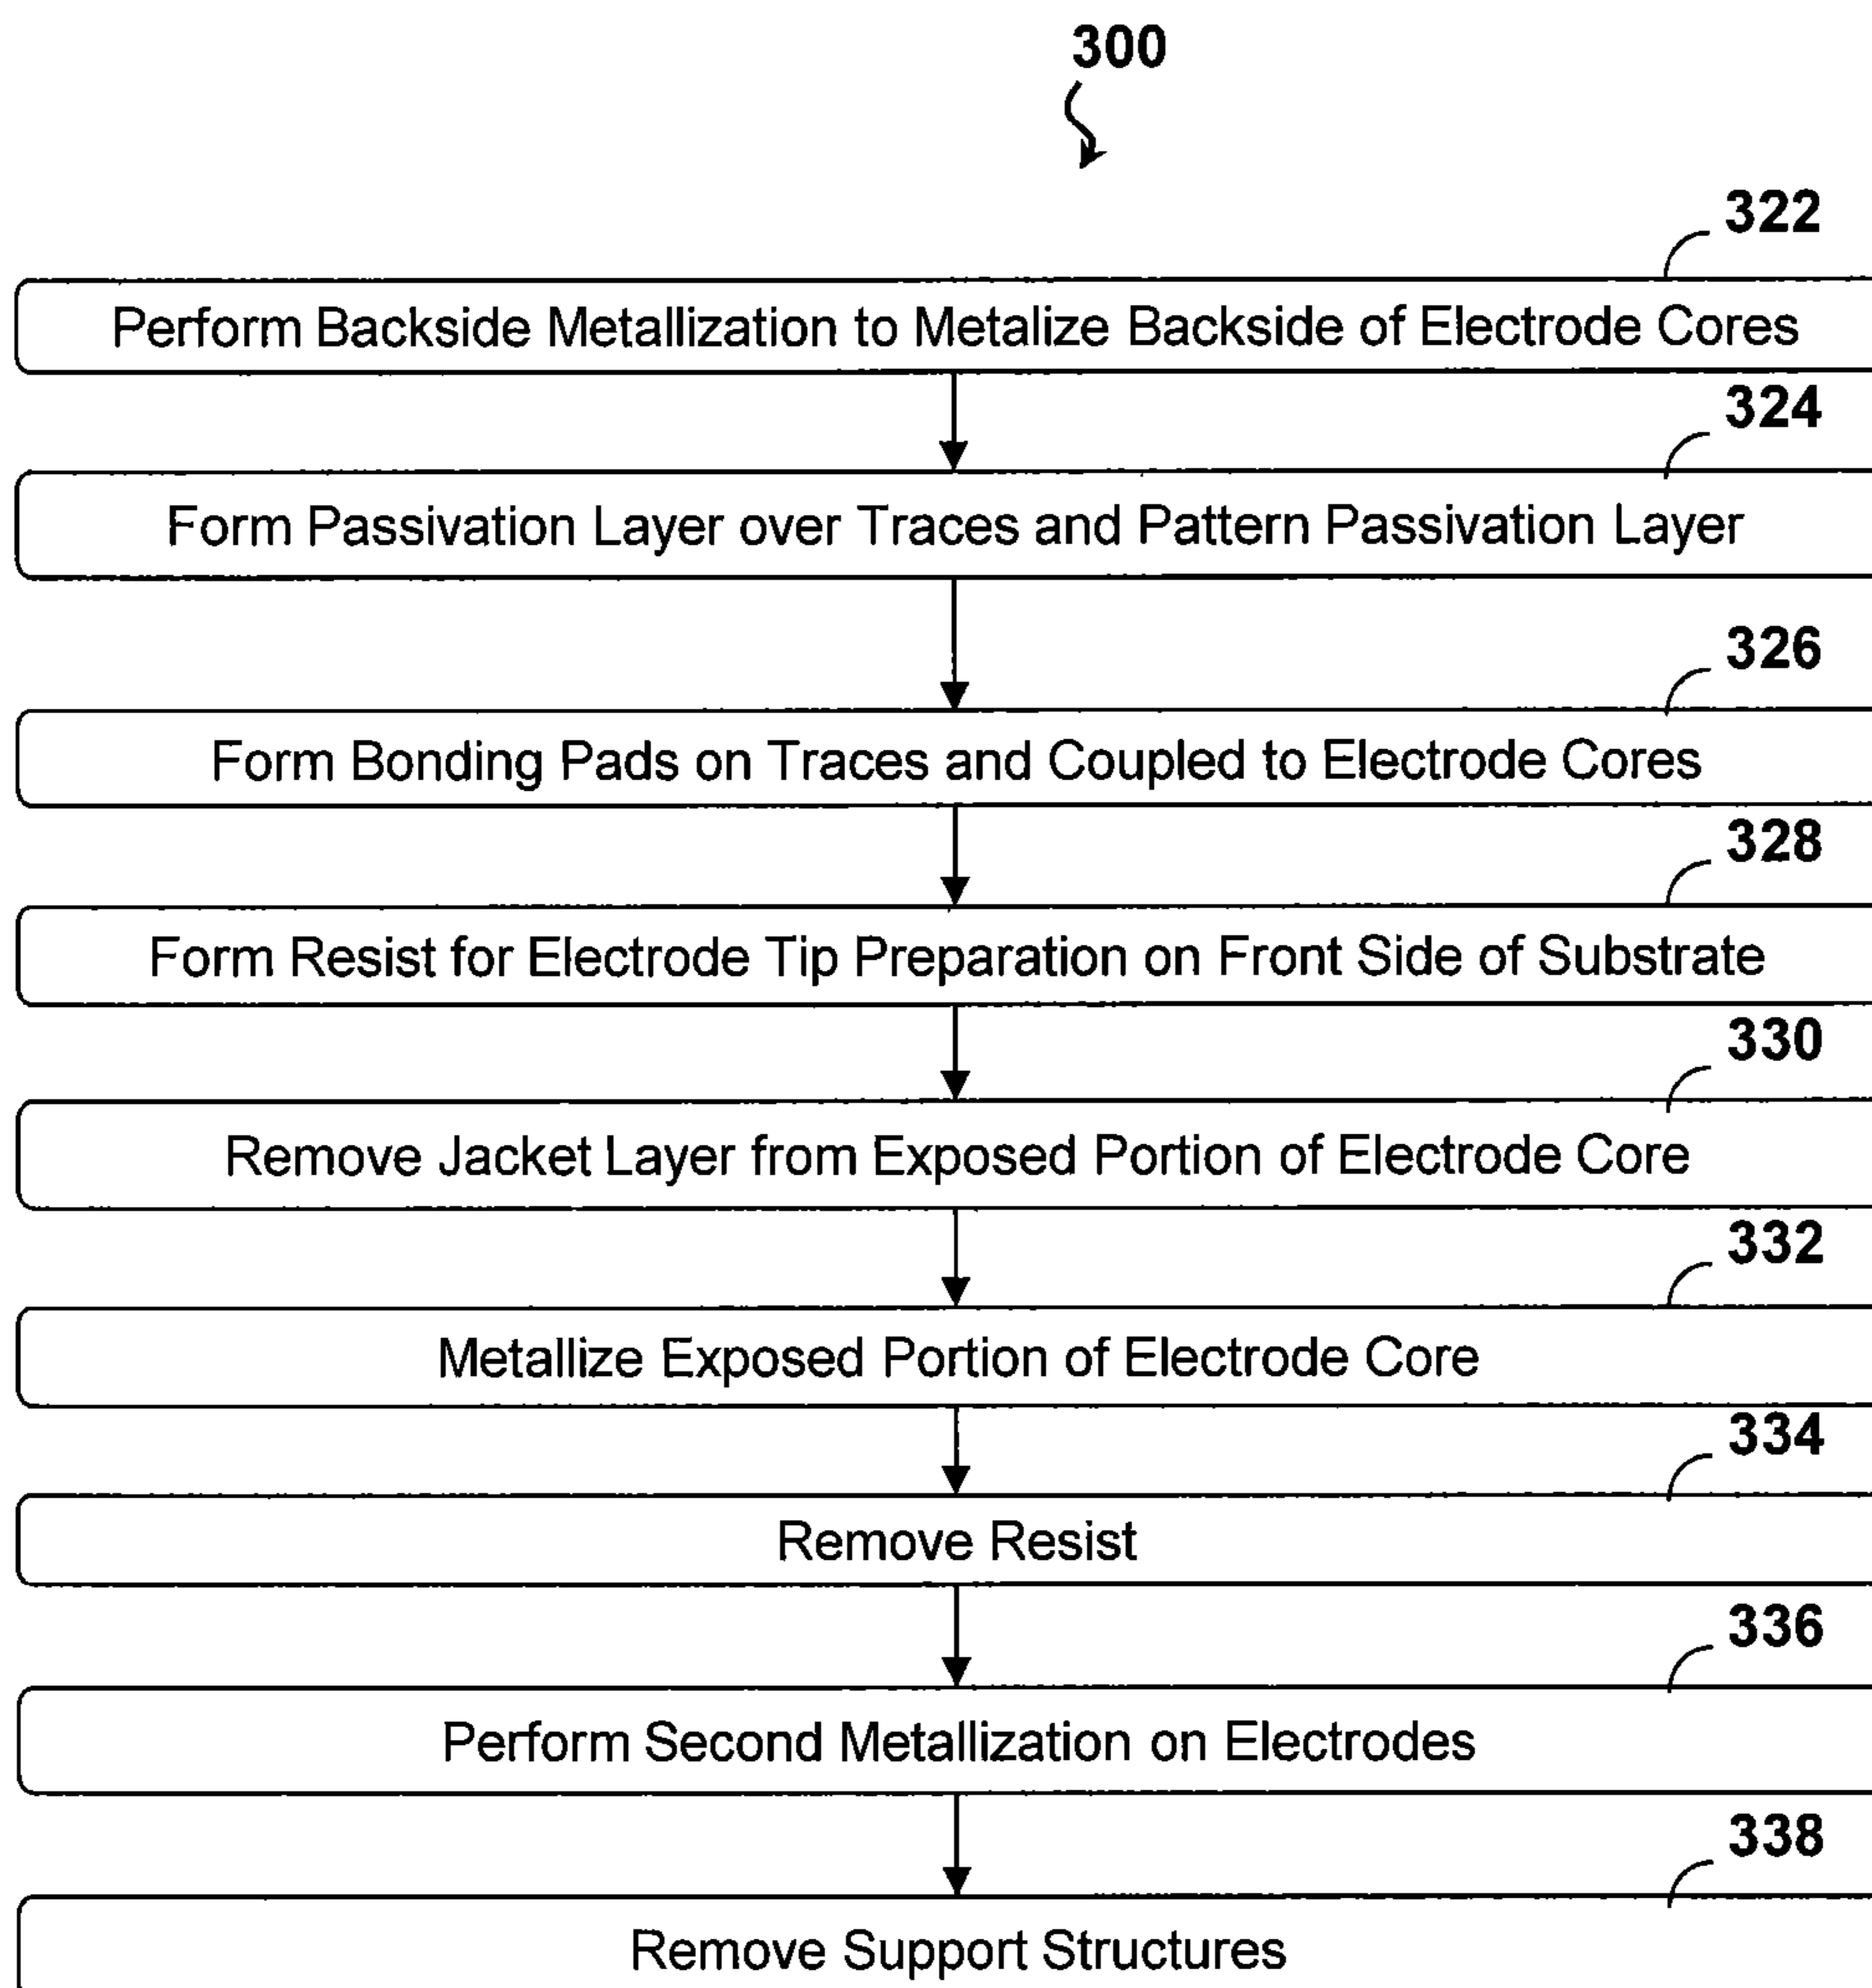 300
322
Perform Backside Metallization to Metalize Backside of Electrode Cores
324
Form Passivation Layer over Traces and Pattern Passivation Layer
326
Form Bonding Pads on Traces and Coupled to Electrode Cores
328
Form Resist for Electrode Tip Preparation on Front Side of Substrate
330
Remove Jacket Layer from Exposed Portion of Electrode Core
332
Metallize Exposed Portion of Electrode Core
334
Remove Resist
336
Perform Second Metallization on Electrodes
338
Remove Support Structures